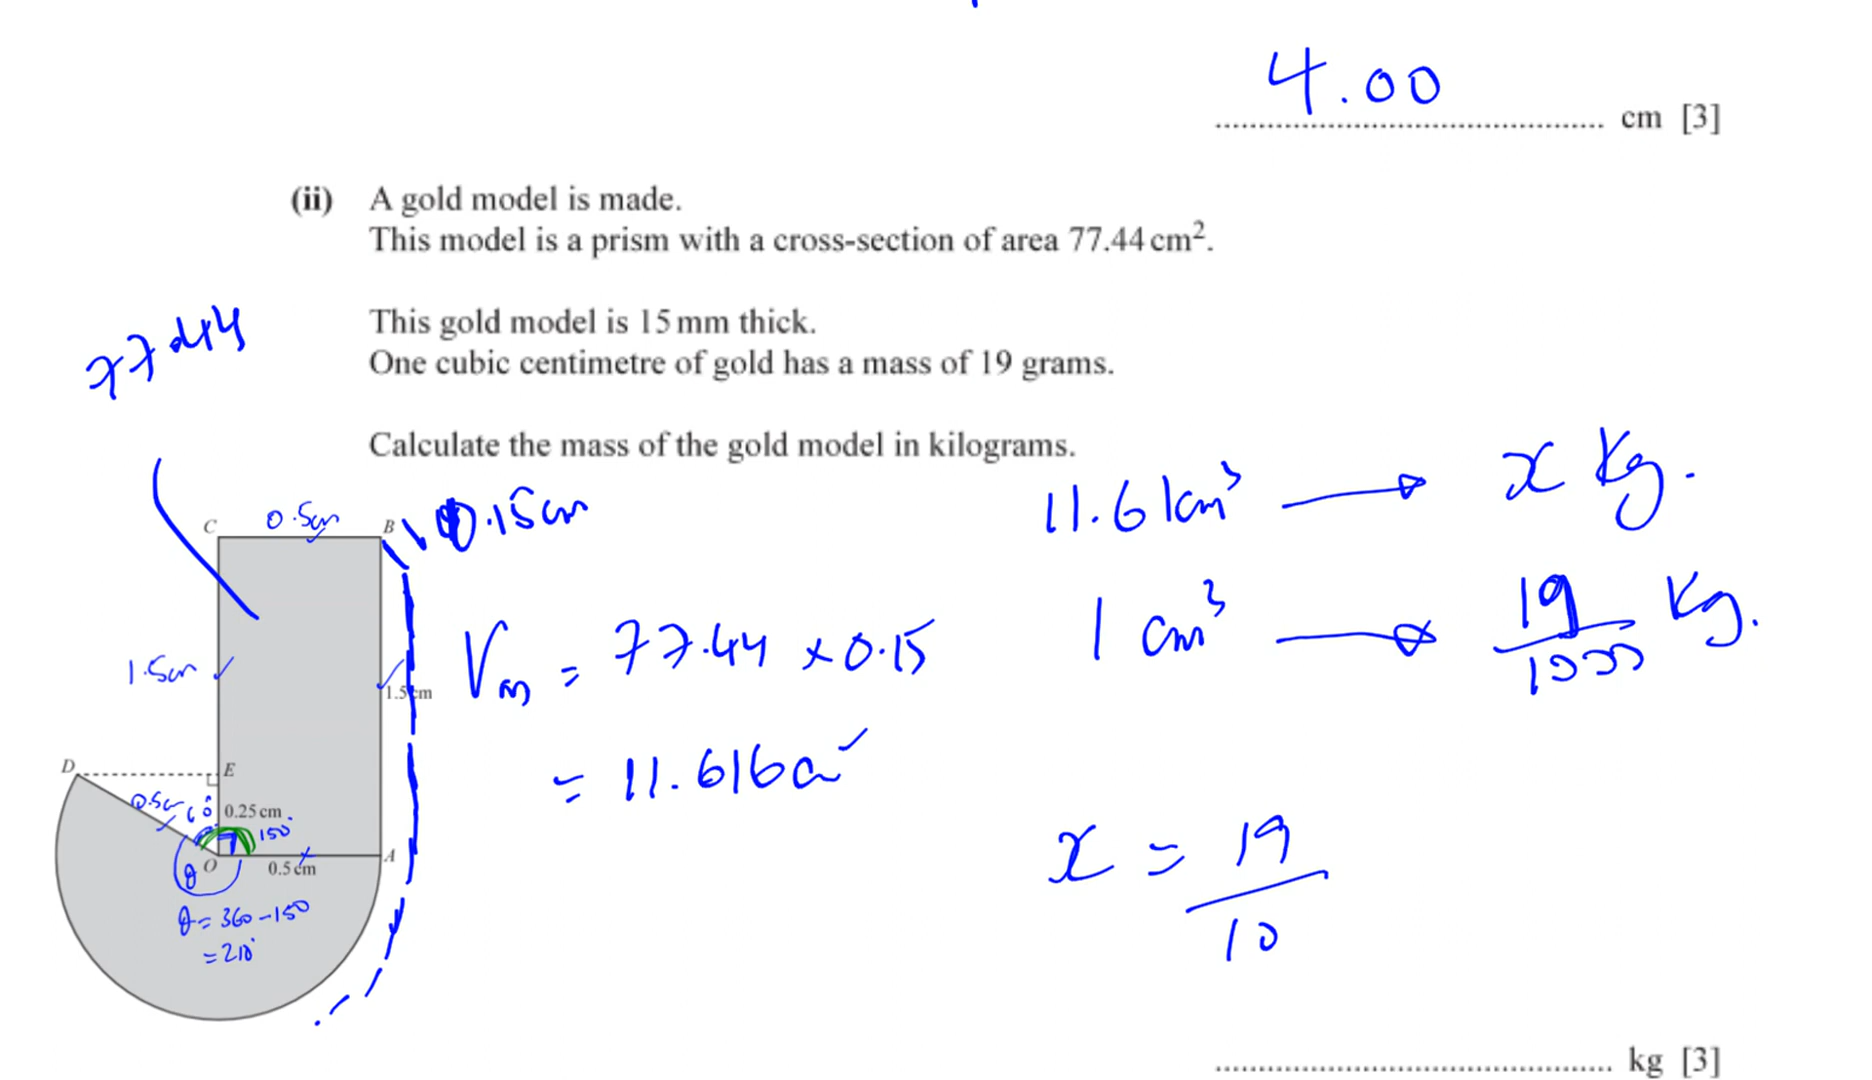 4.00
cm [3]
(ii) A gold model is made.
This model is a prism with a cross-section of area 77.44 cm².
This gold model is 15 mm thick.
77.44
One cubic centimetre of gold has a mass of 19 grams.
Calculate the mass of the gold model in kilograms.
11.61cm³ → x kg.
C 0.5cm B 0.15cm
1 cm³ → 19/1000 kg.
Vm = 77.44 × 0.15
1.5cm
1.5 cm
= 11.616
D E
0.5cm 60° 0.25 cm
150°
x = 19/10
θ O 0.5 cm A
θ = 360 - 150
= 210°
kg [3]